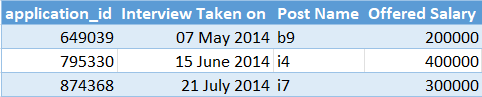 application_id Interview Taken on Post Name Offered Salary
649039 07 May 2014 b9 200000
795330 15 June 2014 i4 400000
874368 21 July 2014 i7 300000